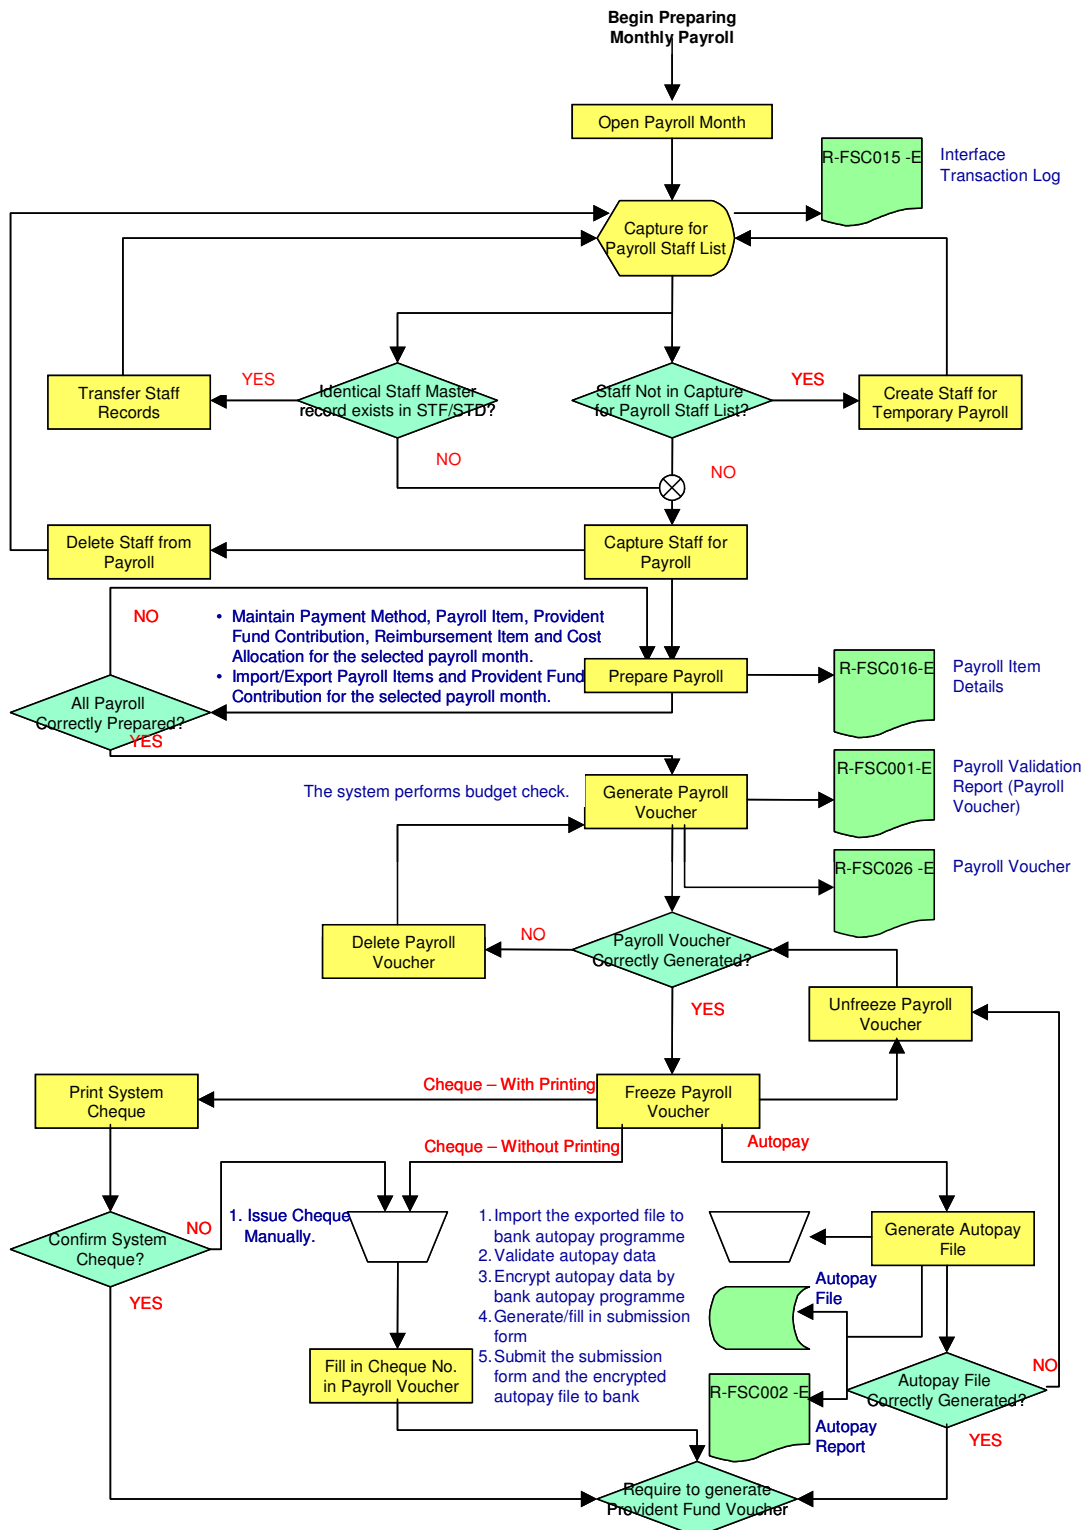 Begin Preparing
Monthly Payroll
Open Payroll Month
R-FSC015 -E
Interface
Transaction Log
Capture for
Payroll Staff List
Transfer Staff
Records
YES
Identical Staff Master
record exists in STF/STD?
Staff Not in Capture
for Payroll Staff List?
YES
Create Staff for
Temporary Payroll
NO
NO
Delete Staff from
Payroll
Capture Staff for
Payroll
NO
• Maintain Payment Method, Payroll Item, Provident
Fund Contribution, Reimbursement Item and Cost
Allocation for the selected payroll month.
• Import/Export Payroll Items and Provident Fund
Contribution for the selected payroll month.
Prepare Payroll
R-FSC016-E
Payroll Item
Details
All Payroll
Correctly Prepared?
YES
The system performs budget check.
Generate Payroll
Voucher
R-FSC001-E
Payroll Validation
Report (Payroll
Voucher)
R-FSC026 -E
Payroll Voucher
Delete Payroll
Voucher
NO
Payroll Voucher
Correctly Generated?
YES
Unfreeze Payroll
Voucher
Print System
Cheque
Cheque – With Printing
Freeze Payroll
Voucher
Cheque – Without Printing
Autopay
Confirm System
Cheque?
NO
YES
1. Issue Cheque
Manually.
1. Import the exported file to
bank autopay programme
2. Validate autopay data
3. Encrypt autopay data by
bank autopay programme
4. Generate/fill in submission
form
5. Submit the submission
form and the encrypted
autopay file to bank
Generate Autopay
File
Autopay
File
Fill in Cheque No.
in Payroll Voucher
R-FSC002 -E
Autopay
Report
Autopay File
Correctly Generated?
NO
YES
Require to generate
Provident Fund Voucher